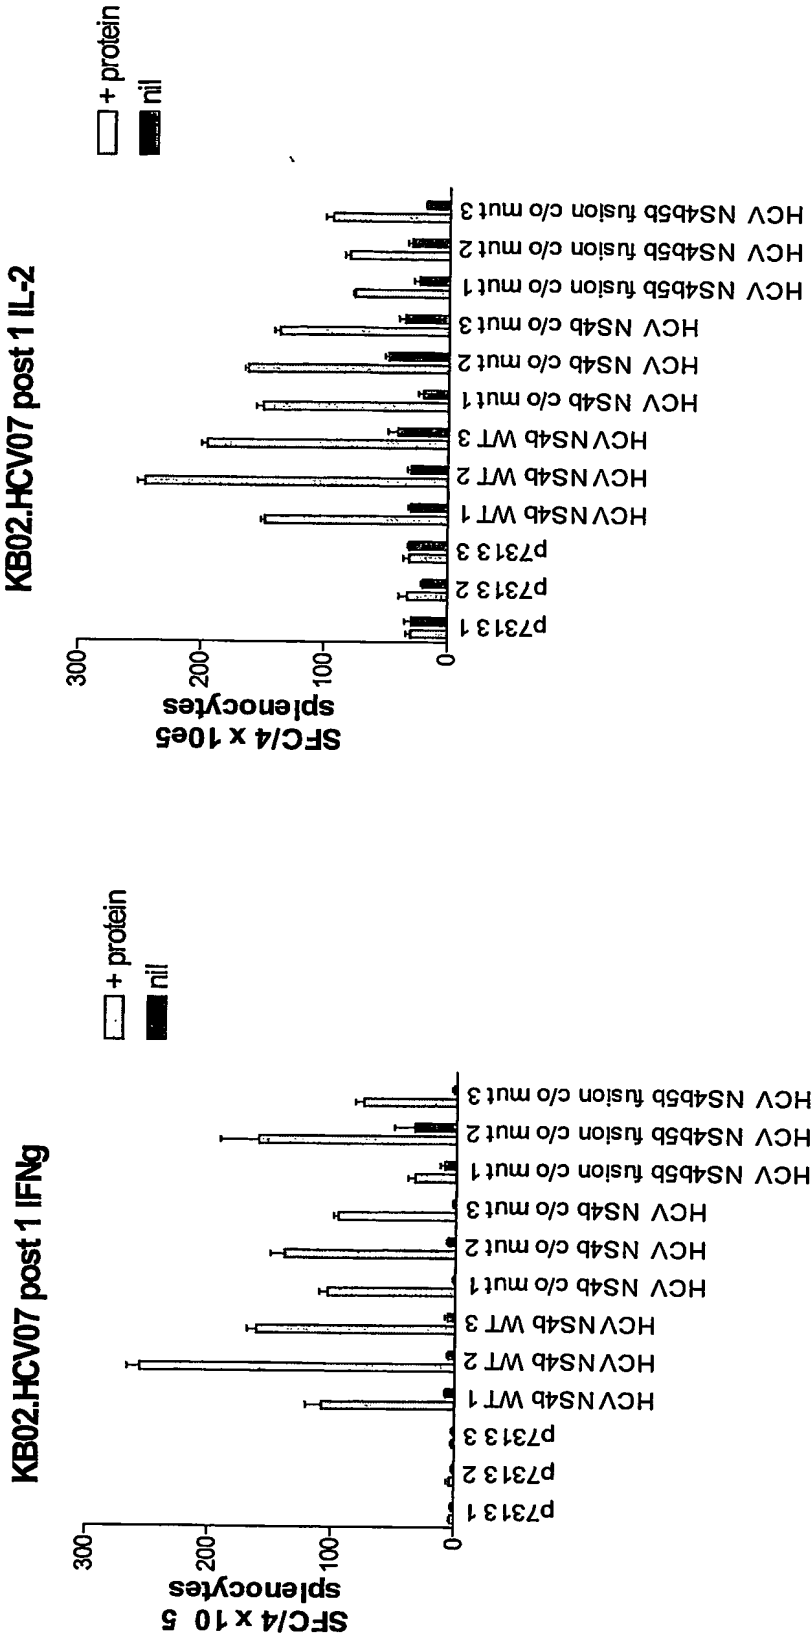 KB02.HCV07 post 1 IFNg
+ protein
nil
300
200
100
0
SFC/4 x 10 5
splenocytes
p7313 1
p7313 2
p7313 3
HCV NS4b WT 1
HCV NS4b WT 2
HCV NS4b WT 3
HCV NS4b c/o mut 1
HCV NS4b c/o mut 2
HCV NS4b c/o mut 3
HCV NS4b5b fusion c/o mut 1
HCV NS4b5b fusion c/o mut 2
HCV NS4b5b fusion c/o mut 3
KB02.HCV07 post 1 IL-2
+ protein
nil
300
200
100
0
SFC/4 x 10e5
splenocytes
p7313 1
p7313 2
p7313 3
HCV NS4b WT 1
HCV NS4b WT 2
HCV NS4b WT 3
HCV NS4b c/o mut 1
HCV NS4b c/o mut 2
HCV NS4b c/o mut 3
HCV NS4b5b fusion c/o mut 1
HCV NS4b5b fusion c/o mut 2
HCV NS4b5b fusion c/o mut 3